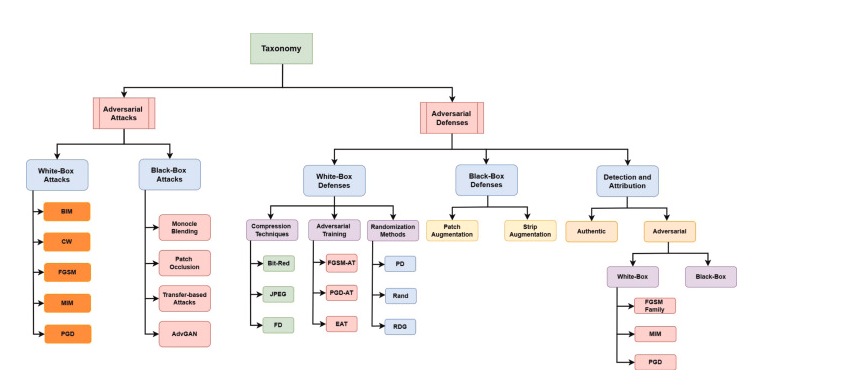 Taxonomy
Adversarial
Attacks
Adversarial
Defenses
White-Box
Attacks
Black-Box
Attacks
White-Box
Defenses
Black-Box
Defenses
Detection and
Attribution
BIM
CW
FGSM
MIM
PGD
Monocle
Blending
Patch
Occlusion
Transfer-based
Attacks
AdvGAN
Compression
Techniques
Adversarial
Training
Randomization
Methods
Bit-Red
JPEG
FD
FGSM-AT
PGD-AT
EAT
PD
Rand
RDG
Patch
Augmentation
Strip
Augmentation
Authentic
Adversarial
White-Box
Black-Box
FGSM
Family
MIM
PGD